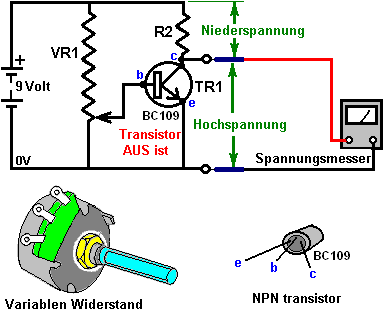 Niederspannung
R2
VR1
c
9 Volt
b
TR1
e
BC109
Transistor
AUS ist
Hochspannung
0V
Spannungsmesser
Variablen Widerstand
BC109
e
b
c
NPN transistor